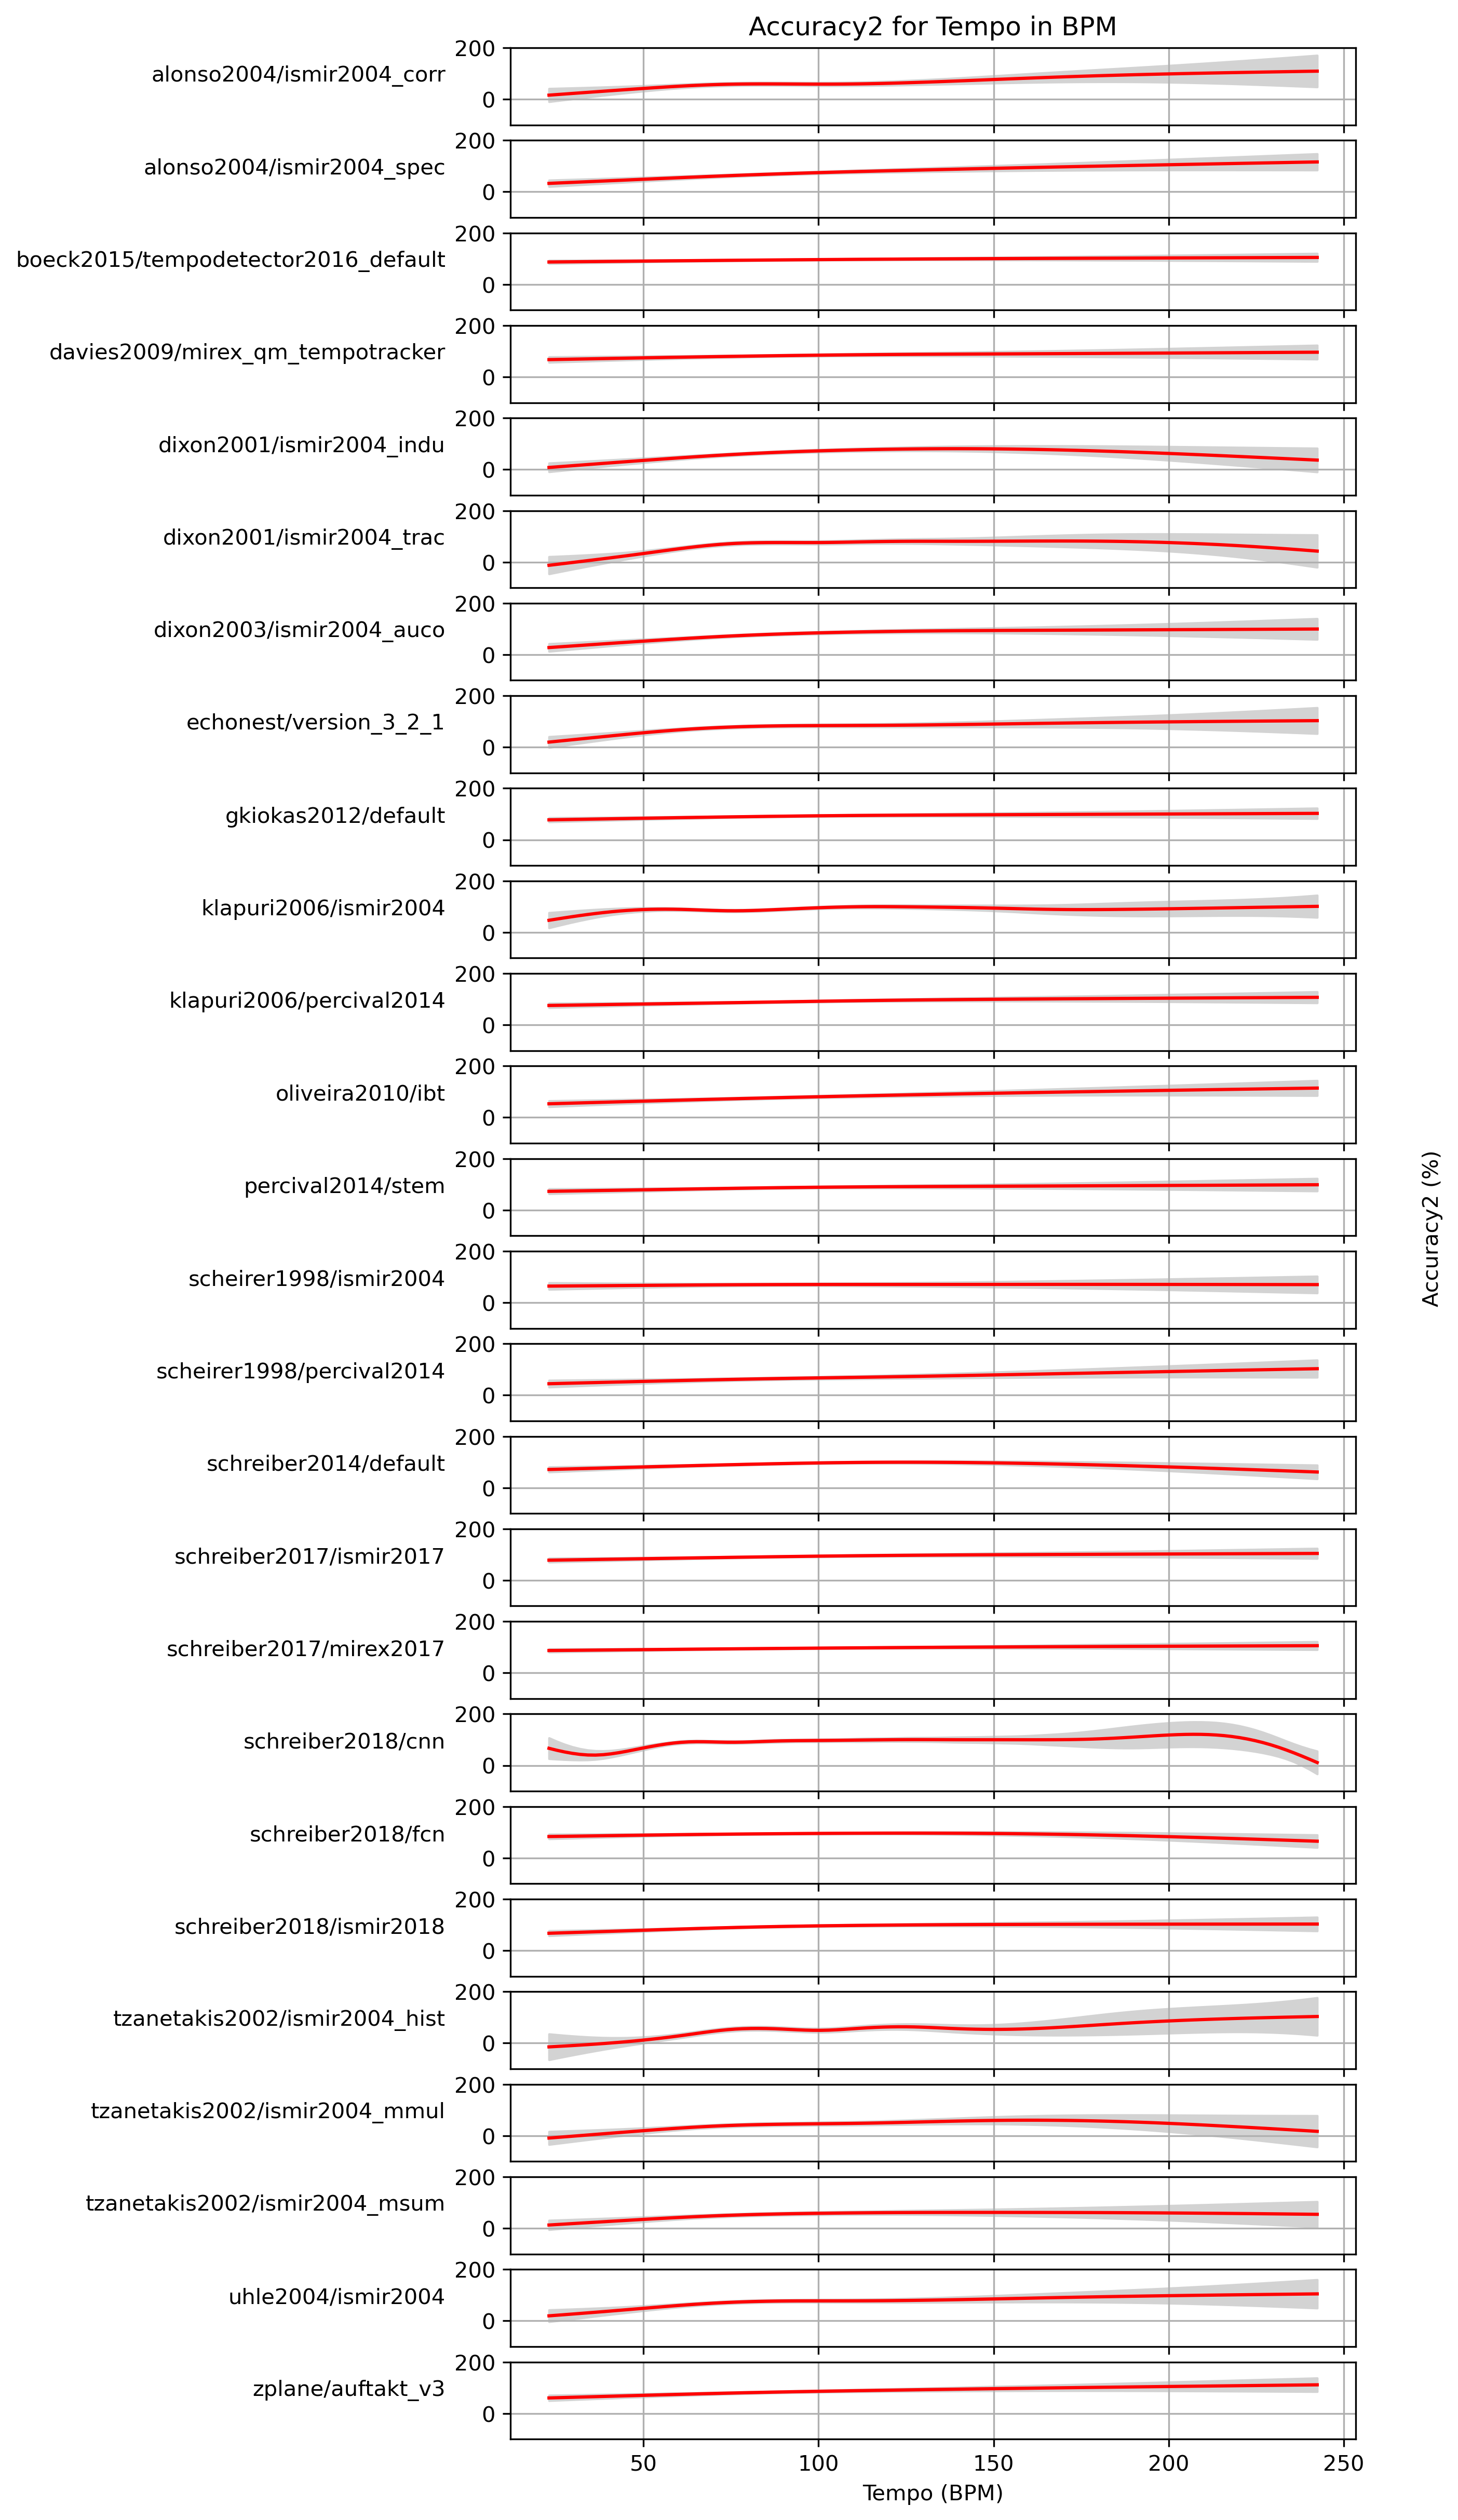 Accuracy2 for Tempo in BPM
alonso2004/ismir2004_corr
200
0
alonso2004/ismir2004_spec
200
0
boeck2015/tempodetector2016_default
200
0
davies2009/mirex_qm_tempotracker
200
0
dixon2001/ismir2004_indu
200
0
dixon2001/ismir2004_trac
200
0
dixon2003/ismir2004_auco
200
0
echonest/version_3_2_1
200
0
gkiokas2012/default
200
0
klapuri2006/ismir2004
200
0
klapuri2006/percival2014
200
0
oliveira2010/ibt
200
0
percival2014/stem
200
0
scheirer1998/ismir2004
200
0
scheirer1998/percival2014
200
0
schreiber2014/default
200
0
schreiber2017/ismir2017
200
0
schreiber2017/mirex2017
200
0
schreiber2018/cnn
200
0
schreiber2018/fcn
200
0
schreiber2018/ismir2018
200
0
tzanetakis2002/ismir2004_hist
200
0
tzanetakis2002/ismir2004_mmul
200
0
tzanetakis2002/ismir2004_msum
200
0
uhle2004/ismir2004
200
0
zplane/auftakt_v3
200
0
50 100 150 200 250
Tempo (BPM)
Accuracy2 (%)